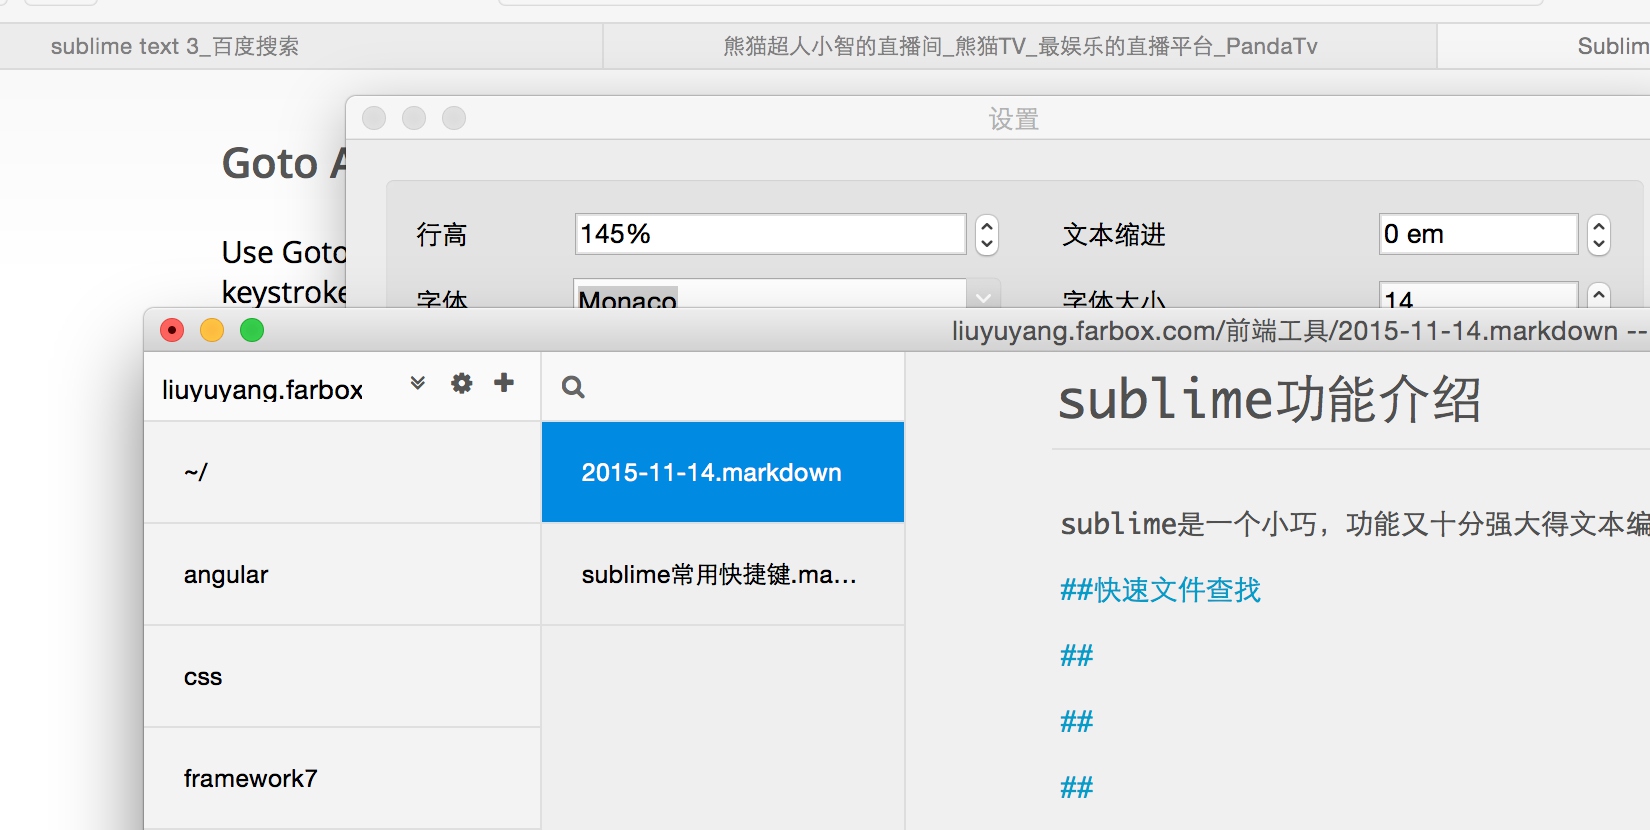 sublime text 3_百度搜索
熊猫超人小智的直播间_熊猫TV_最娱乐的直播平台_PandaTv
Sublim
设置
Goto A
Use Goto
keystroke
行高
145%
文本缩进
0 em
字体
Monaco
字体大小
14
liuyuyang.farbox.com/前端工具/2015-11-14.markdown --
liuyuyang.farbox
~/
angular
css
framework7
2015-11-14.markdown
sublime常用快捷键.ma...
sublime功能介绍
sublime是一个小巧，功能又十分强大得文本编
##快速文件查找
##
##
##